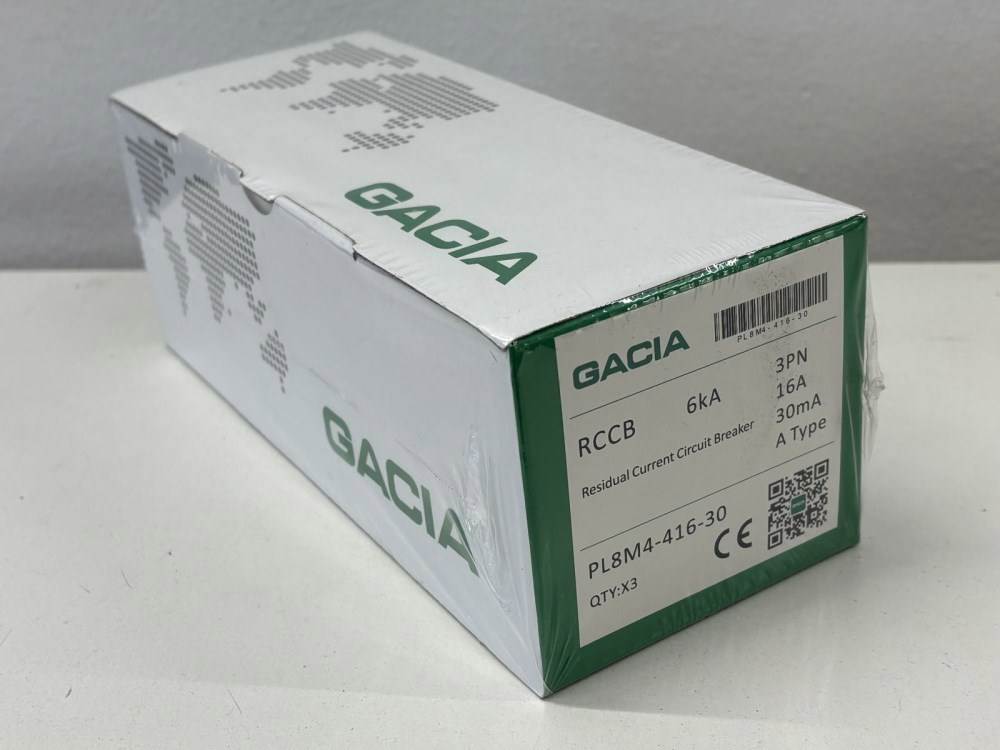 GACIA
GACIA
GACIA
PL8M4-416-30
RCCB
6kA
3PN
16A
30mA
A Type
Residual Current Circuit Breaker
PL8M4-416-30
QTY:X3
CE